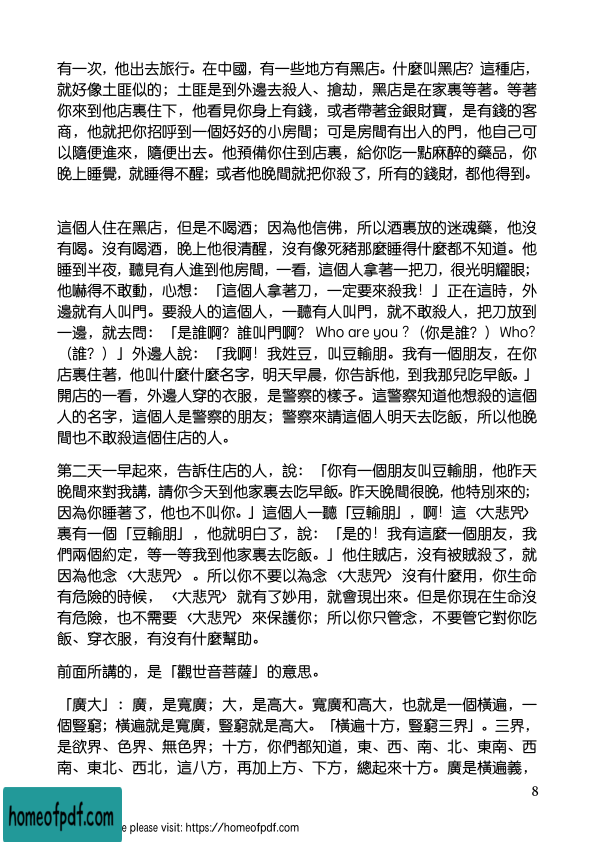 有一次，他出去旅行。在中國，有一些地方有黑店。什麼叫黑店？這種店，
就好像土匪似的；土匪是到外邊去殺人、搶劫，黑店是在家裏等著。等著
你來到他店裏住下，他看見你身上有錢，或者帶著金銀財寶，是有錢的客
商，他就把你招呼到一個好好的小房間；可是房間有出入的門，他自己可
以隨便進來，隨便出去。他預備你住到店裏，給你吃一點麻醉的藥品，你
晚上睡覺，就睡得不醒；或者他晚間就把你殺了，所有的錢財，都他得到。
這個人住在黑店，但是不喝酒；因為他信佛，所以酒裏放的迷魂藥，他沒
有喝。沒有喝酒，晚上他很清醒，沒有像死豬那麼睡得什麼都不知道。他
睡到半夜，聽見有人進到他房間，一看，這個人拿著一把刀，很光明耀眼；
他嚇得不敢動，心想：「這個人拿著刀，一定要來殺我！」正在這時，外
邊就有人叫門。要殺人的這個人，一聽有人叫門，就不敢殺人，把刀放到
一邊，就去問：「是誰啊？誰叫門啊？ Who are you？（你是誰？）Who？
（誰？）」外邊人說：「我啊！我姓豆，叫豆輸朋。我有一個朋友，在你
店裏住著，他叫什麼什麼名字，明天早晨，你告訴他，到我那兒吃早飯。」
開店的一看，外邊人穿的衣服，是警察的樣子。這警察知道他想殺的這個
人的名字，這個人是警察的朋友；警察來請這個人明天去吃飯，所以他晚
間也不敢殺這個住店的人。
第二天一早起來，告訴住店的人，說：「你有一個朋友叫豆輸朋，他昨天
晚間來對我講，請你今天到他家裏去吃早飯。昨天晚間很晚，他特別來的；
因為你睡著了，他也不叫你。」這個人一聽「豆輸朋」，啊！這〈大悲咒〉
裏有一個「豆輸朋」，他就明白了，說：「是的！我有這麼一個朋友，我
們兩個約定，等一等我到他家裏去吃飯。」他住賊店，沒有被賊殺了，就
因為他念〈大悲咒〉。所以你不要以為念〈大悲咒〉沒有什麼用，你生命
有危險的時候，〈大悲咒〉就有了妙用，就會現出來。但是你現在生命沒
有危險，也不需要〈大悲咒〉來保護你；所以你只管念，不要管它對你吃
飯、穿衣服，有沒有什麼幫助。
前面所講的，是「觀世音菩薩」的意思。
「廣大」：廣，是寬廣；大，是高大。寬廣和高大，也就是一個橫遍，一
個豎窮；橫遍就是寬廣，豎窮就是高大。「橫遍十方，豎窮三界」。三界，
是欲界、色界、無色界；十方，你們都知道，東、西、南、北、東南、西
南、東北、西北，這八方，再加上方、下方，總起來十方。廣是橫遍義，
8
homeofpdf.com
e please visit: https://homeofpdf.com